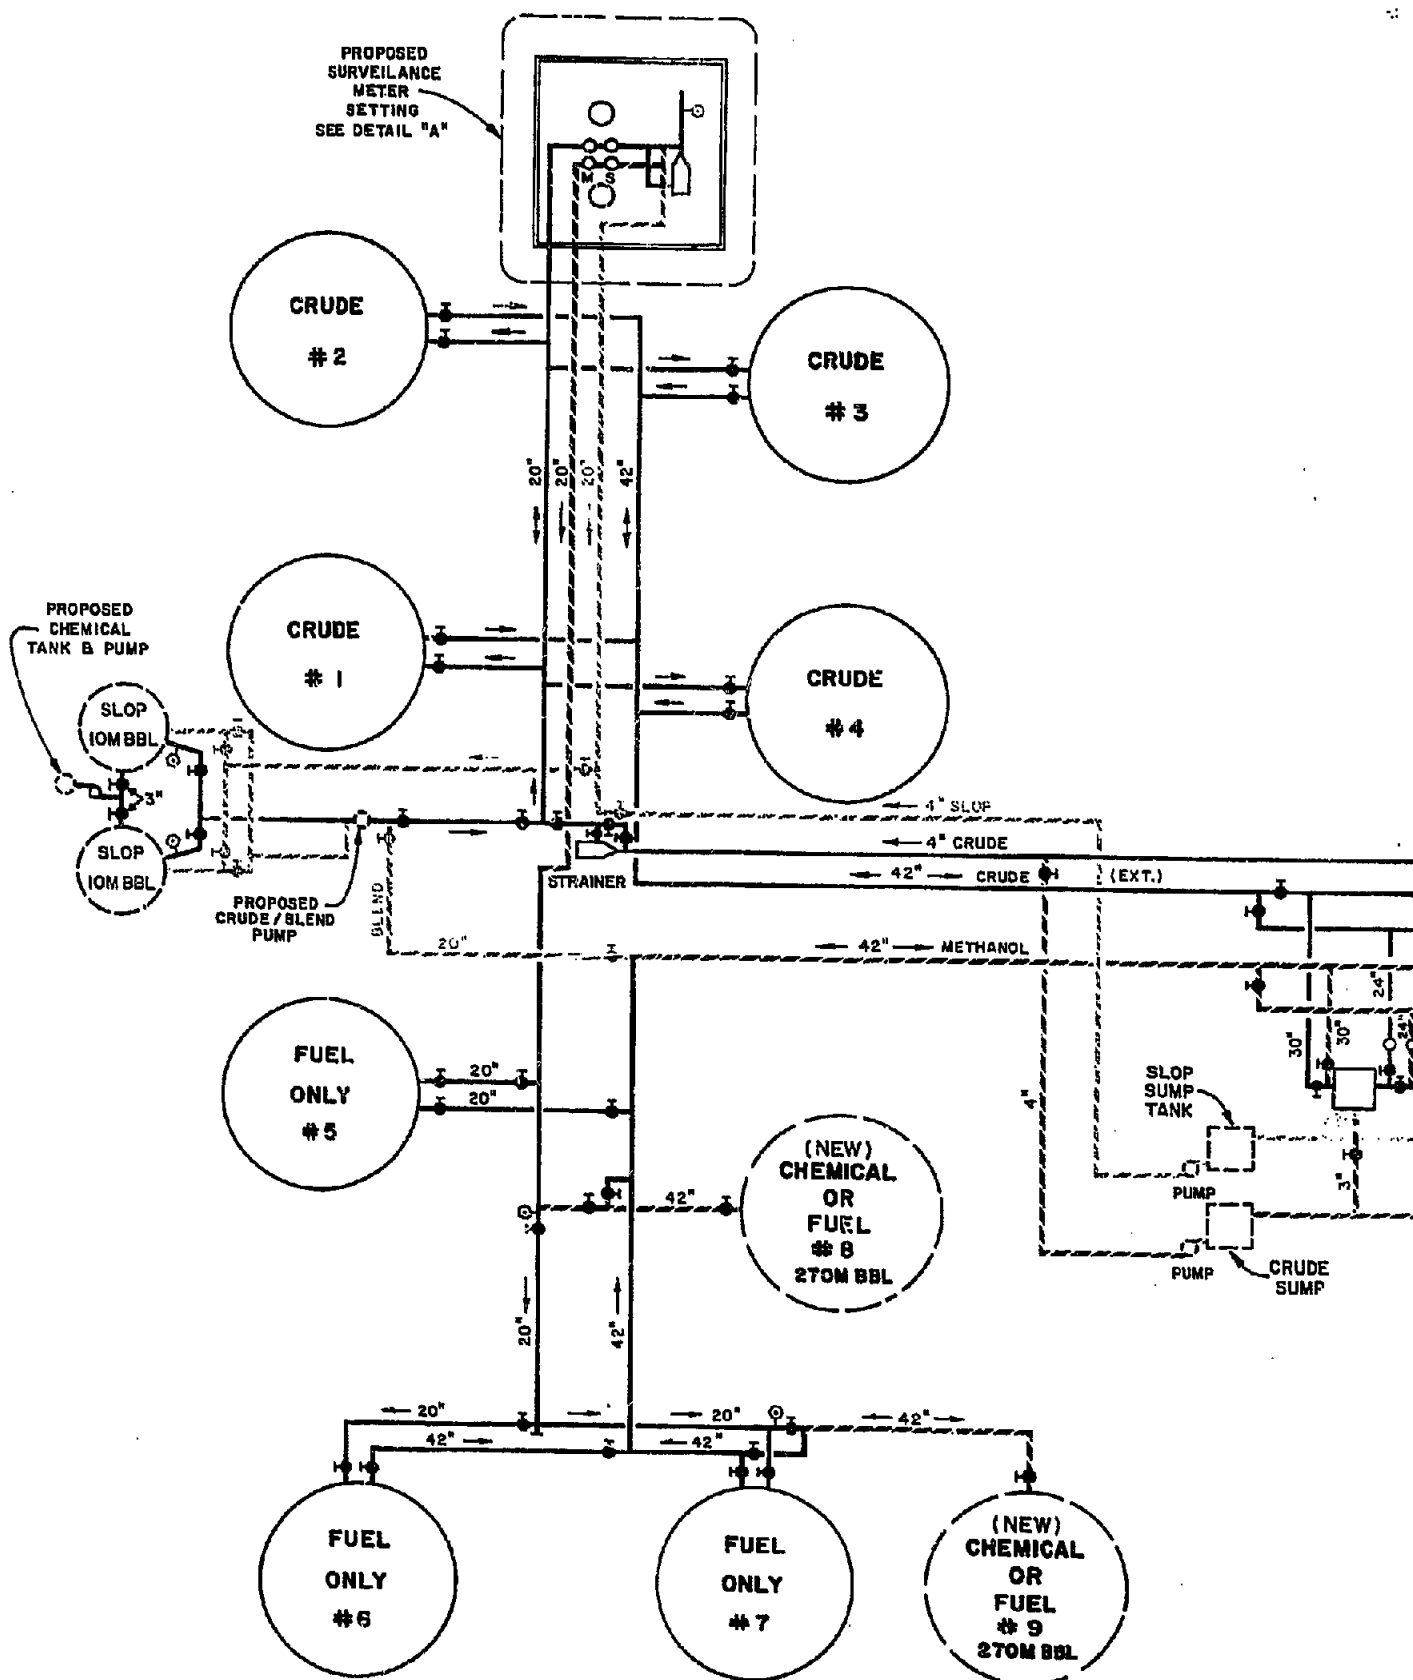 PROPOSED
SURVEILANCE
METER
SETTING
SEE DETAIL "A"
M S
CRUDE
#2
CRUDE
#3
20" 20" 20" 42"
PROPOSED
CHEMICAL
TANK & PUMP
CRUDE
#1
CRUDE
#4
SLOP
10M BBL
3"
SLOP
10M BBL
4" SLOP
4" CRUDE
STRAINER
42" CRUDE (EXT.)
PROPOSED
CRUDE/BLEND
PUMP
BLEND
20"
42" METHANOL
24"
24"
30"
30"
FUEL
ONLY
#5
20"
20"
SLOP
SUMP
TANK
4"
3"
PUMP
PUMP
CRUDE
SUMP
(NEW)
CHEMICAL
OR
FUEL
#8
270M BBL
42"
20"
42"
20"
20"
42"
42"
42"
FUEL
ONLY
#6
FUEL
ONLY
#7
(NEW)
CHEMICAL
OR
FUEL
#9
270M BBL